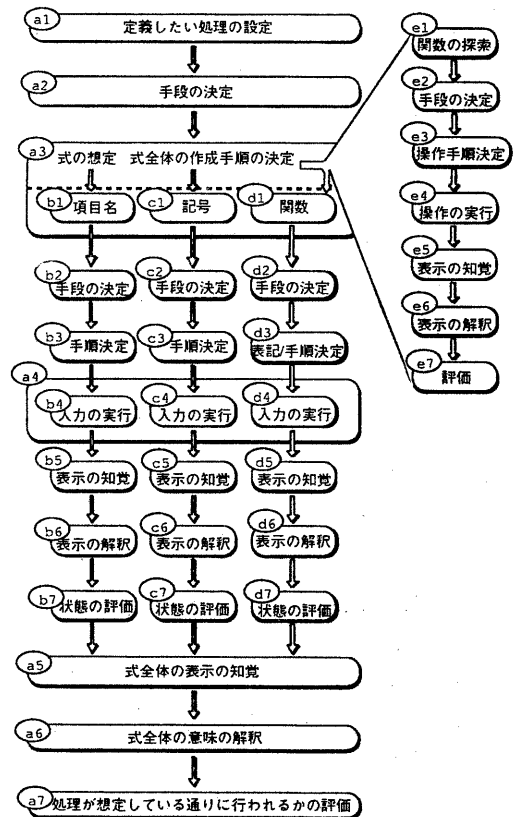 a1 定義したい処理の設定
a2 手段の決定
a3 式の想定 式全体の作成手順の決定
b1 項目名
c1 記号
d1 関数
b2 手段の決定
c2 手段の決定
d2 手段の決定
b3 手順決定
c3 手順決定
d3 表記/手順決定
a4
b4 入力の実行
c4 入力の実行
d4 入力の実行
b5 表示の知覚
c5 表示の知覚
d5 表示の知覚
b6 表示の解釈
c6 表示の解釈
d6 表示の解釈
b7 状態の評価
c7 状態の評価
d7 状態の評価
a5 式全体の表示の知覚
a6 式全体の意味の解釈
a7 処理が想定している通りに行われるかの評価
e1 関数の探索
e2 手段の決定
e3 操作手順決定
e4 操作の実行
e5 表示の知覚
e6 表示の解釈
e7 評価